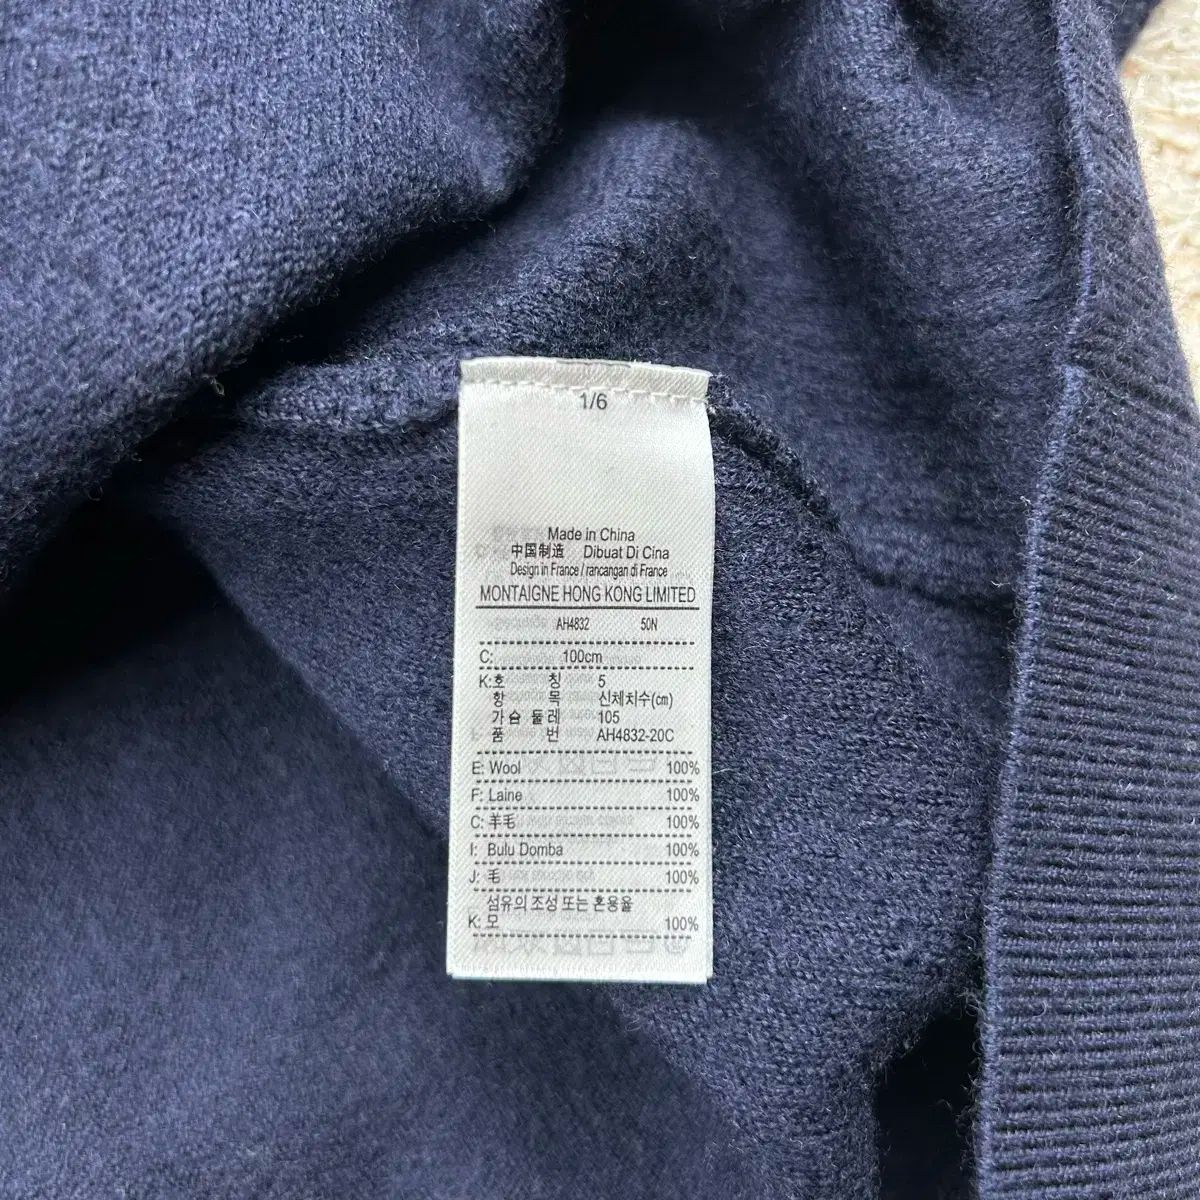 1/6
Made in China
中国制造 Dibuat Di Cina
Design in France / rancangan di France
MONTAIGNE HONG KONG LIMITED
AH4832 50N
C: 100cm
K:호 칭 5
항 목 신체치수(cm)
가슴 둘레 105
품 번 AH4832-20C
E: Wool 100%
F: Laine 100%
C: 羊毛 100%
I: Bulu Domba 100%
J: 毛 100%
섬유의 조성 또는 혼용율
K: 모 100%